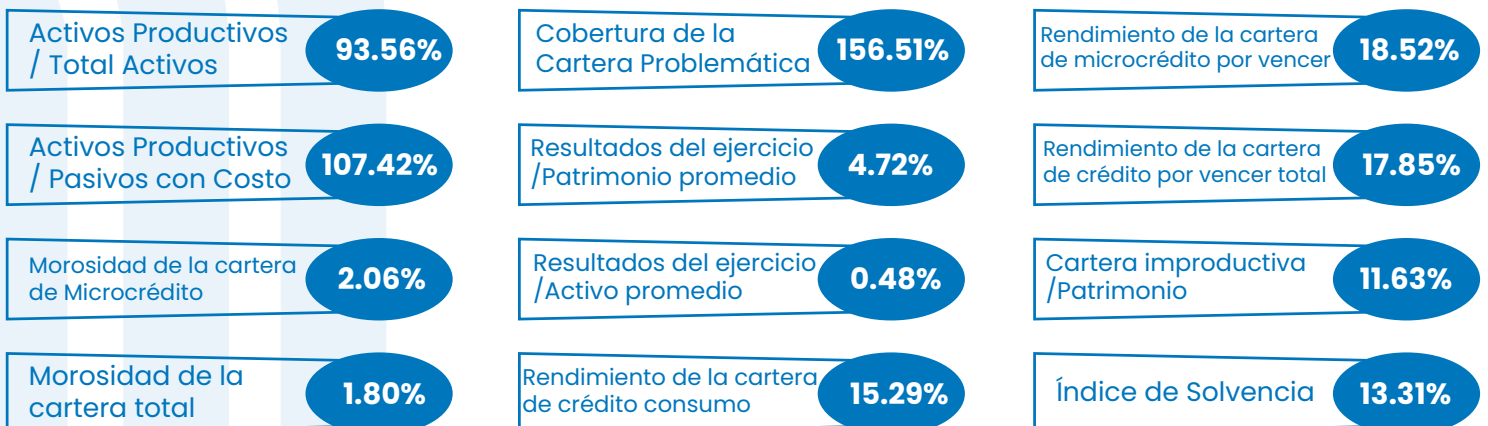 Activos Productivos
/ Total Activos
93.56%
Cobertura de la
Cartera Problemática
156.51%
Rendimiento de la cartera
de microcrédito por vencer
18.52%
Activos Productivos
/ Pasivos con Costo
107.42%
Resultados del ejercicio
/Patrimonio promedio
4.72%
Rendimiento de la cartera
de crédito por vencer total
17.85%
Morosidad de la cartera
de Microcrédito
2.06%
Resultados del ejercicio
/Activo promedio
0.48%
Cartera improductiva
/Patrimonio
11.63%
Morosidad de la
cartera total
1.80%
Rendimiento de la cartera
de crédito consumo
15.29%
Índice de Solvencia
13.31%